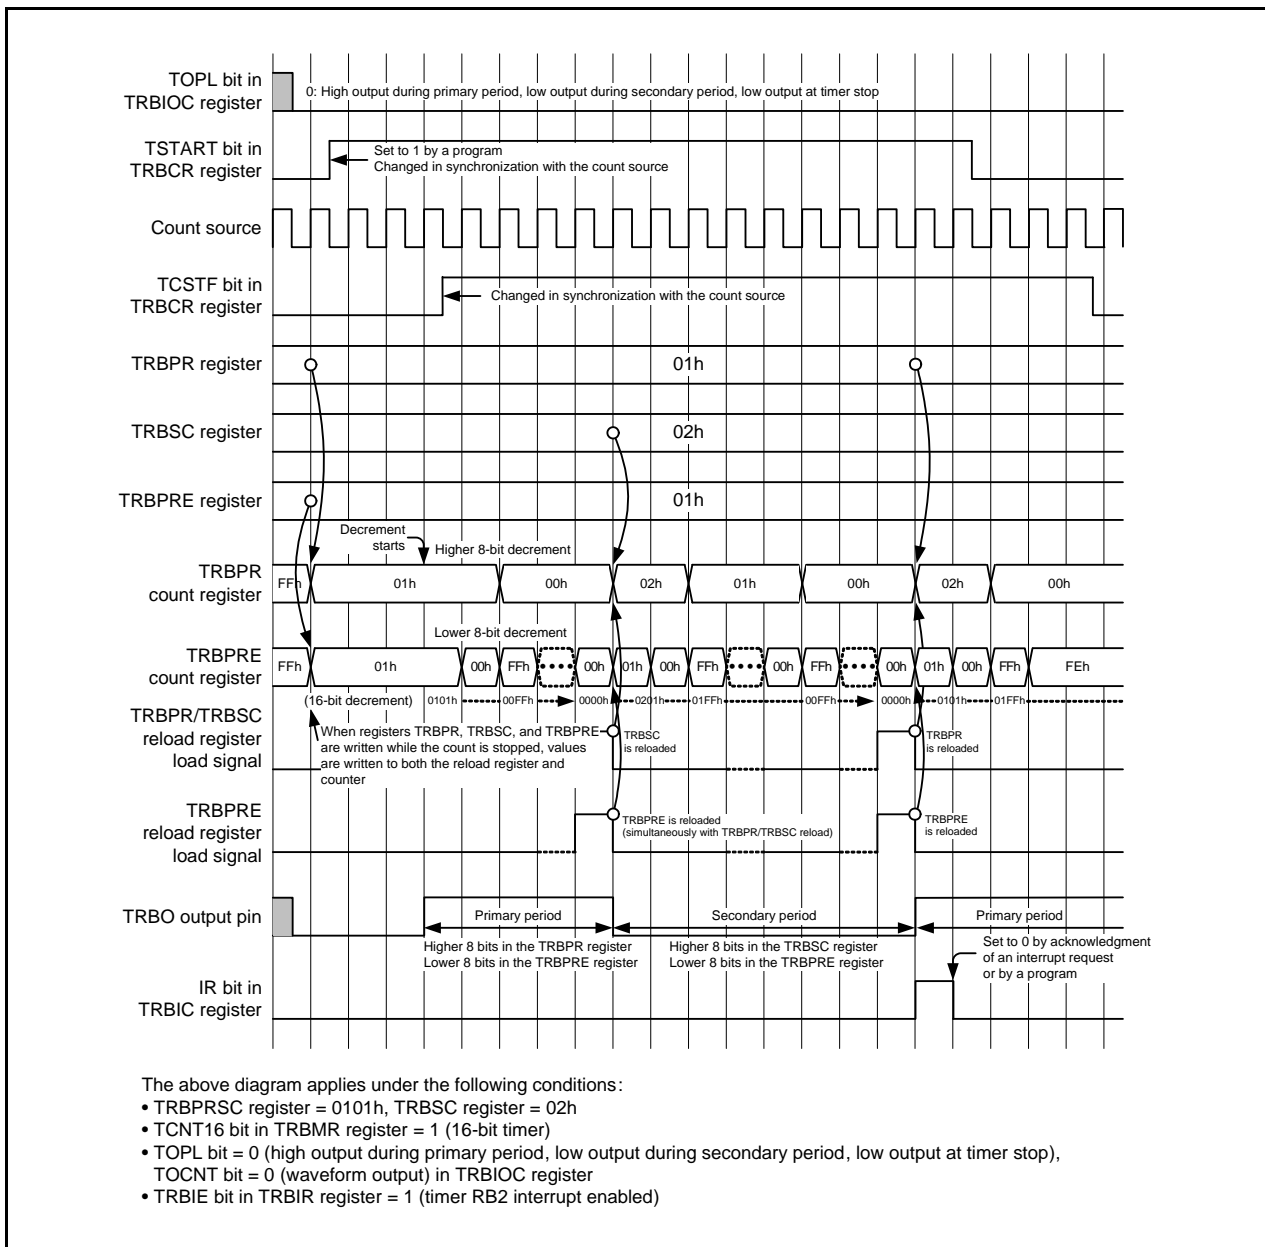 TOPL bit in
TRBIOC register
0: High output during primary period, low output during secondary period, low output at timer stop
TSTART bit in
TRBCR register
Set to 1 by a program
Changed in synchronization with the count source
Count source
TCSTF bit in
TRBCR register
Changed in synchronization with the count source
TRBPR register
01h
TRBSC register
02h
TRBPRE register
01h
Decrement
starts
Higher 8-bit decrement
TRBPR
count register
FFh 01h 00h 02h 01h 00h 02h 00h
Lower 8-bit decrement
TRBPRE
count register
FFh 01h 00h FFh 00h 01h 00h FFh 00h FFh 00h 01h 00h FFh FEh
(16-bit decrement) 0101h 00FFh 0000h 0201h 01FFh 00FFh 0000h 0101h 01FFh
TRBPR/TRBSC
reload register
load signal
When registers TRBPR, TRBSC, and TRBPRE
are written while the count is stopped, values
are written to both the reload register and
counter
TRBSC
is reloaded
TRBPR
is reloaded
TRBPRE
reload register
load signal
TRBPRE is reloaded
(simultaneously with TRBPR/TRBSC reload)
TRBPRE
is reloaded
TRBO output pin
Primary period Secondary period Primary period
Higher 8 bits in the TRBPR register
Lower 8 bits in the TRBPRE register
Higher 8 bits in the TRBSC register
Lower 8 bits in the TRBPRE register
Set to 0 by acknowledgment
of an interrupt request
or by a program
IR bit in
TRBIC register
The above diagram applies under the following conditions:
• TRBPRSC register = 0101h, TRBSC register = 02h
• TCNT16 bit in TRBMR register = 1 (16-bit timer)
• TOPL bit = 0 (high output during primary period, low output during secondary period, low output at timer stop),
TOCNT bit = 0 (waveform output) in TRBIOC register
• TRBIE bit in TRBIR register = 1 (timer RB2 interrupt enabled)